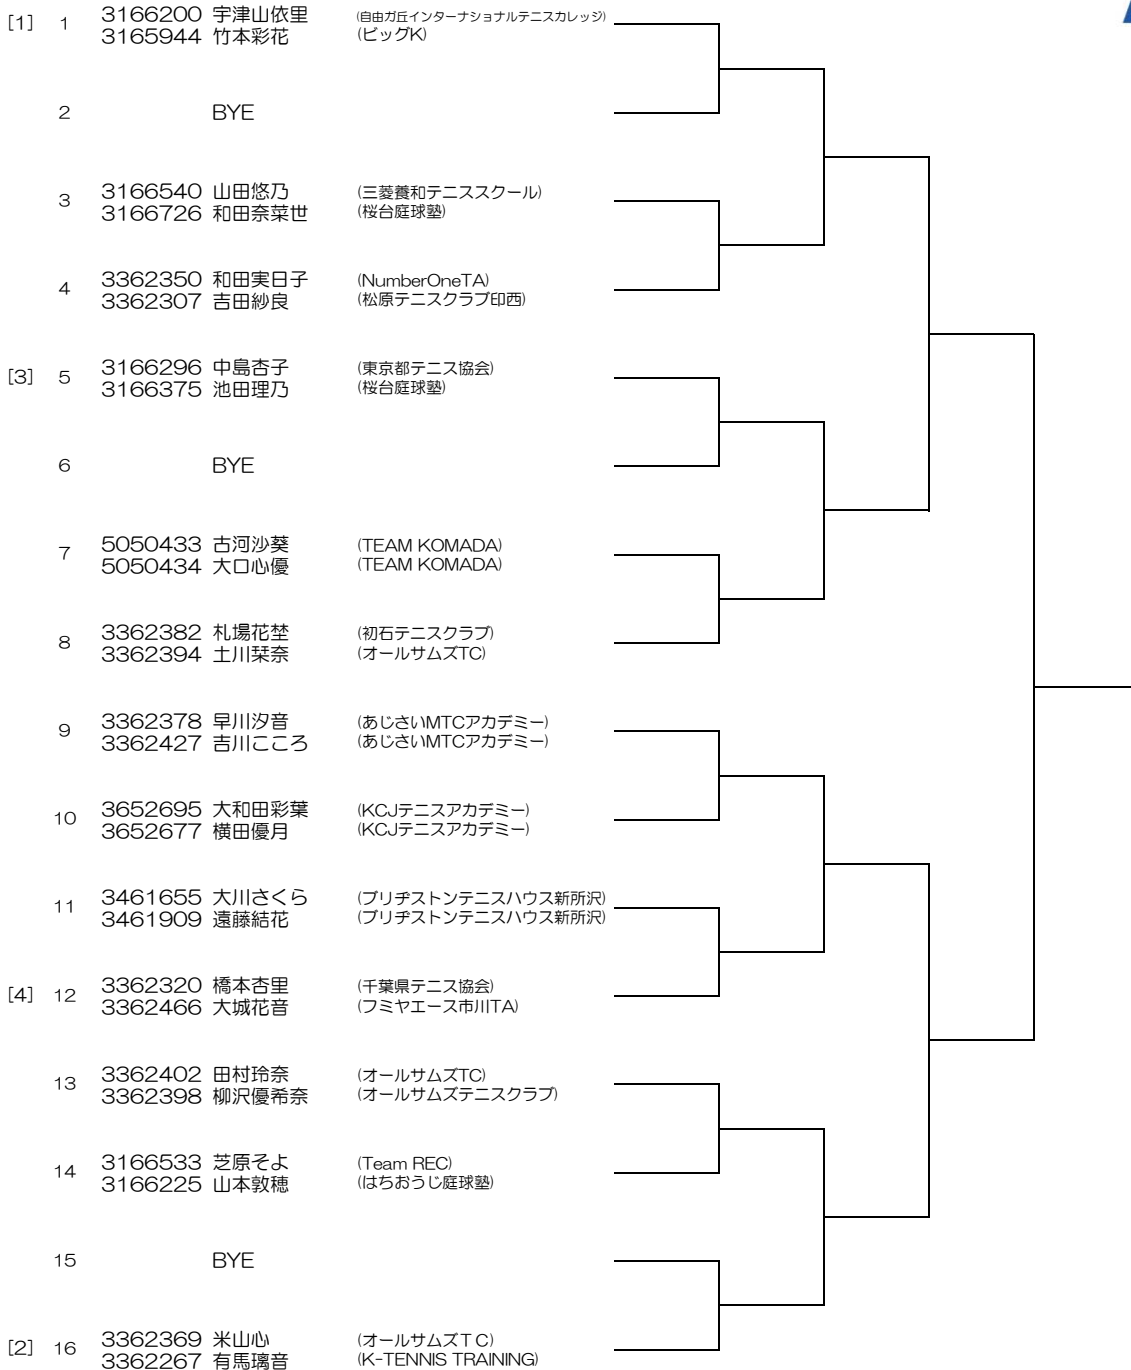 [1] 1 3166200 宇津山依里 (自由ガ丘インターナショナルテニスカレッジ)
3165944 竹本彩花 (ビッグK)
2 BYE
3 3166540 山田悠乃 (三菱養和テニススクール)
3166726 和田奈菜世 (桜台庭球塾)
4 3362350 和田実日子 (NumberOneTA)
3362307 吉田紗良 (松原テニスクラブ印西)
[3] 5 3166296 中島杏子 (東京都テニス協会)
3166375 池田理乃 (桜台庭球塾)
6 BYE
7 5050433 古河沙葵 (TEAM KOMADA)
5050434 大口心優 (TEAM KOMADA)
8 3362382 札場花埜 (初石テニスクラブ)
3362394 土川栞奈 (オールサムズTC)
9 3362378 早川汐音 (あじさいMTCアカデミー)
3362427 吉川こころ (あじさいMTCアカデミー)
10 3652695 大和田彩葉 (KCJテニスアカデミー)
3652677 横田優月 (KCJテニスアカデミー)
11 3461655 大川さくら (ブリヂストンテニスハウス新所沢)
3461909 遠藤結花 (ブリヂストンテニスハウス新所沢)
[4] 12 3362320 橋本杏里 (千葉県テニス協会)
3362466 大城花音 (フミヤエース市川TA)
13 3362402 田村玲奈 (オールサムズTC)
3362398 柳沢優希奈 (オールサムズテニスクラブ)
14 3166533 芝原そよ (Team REC)
3166225 山本敦穂 (はちおうじ庭球塾)
15 BYE
[2] 16 3362369 米山心 (オールサムズＴＣ)
3362267 有馬璃音 (K-TENNIS TRAINING)